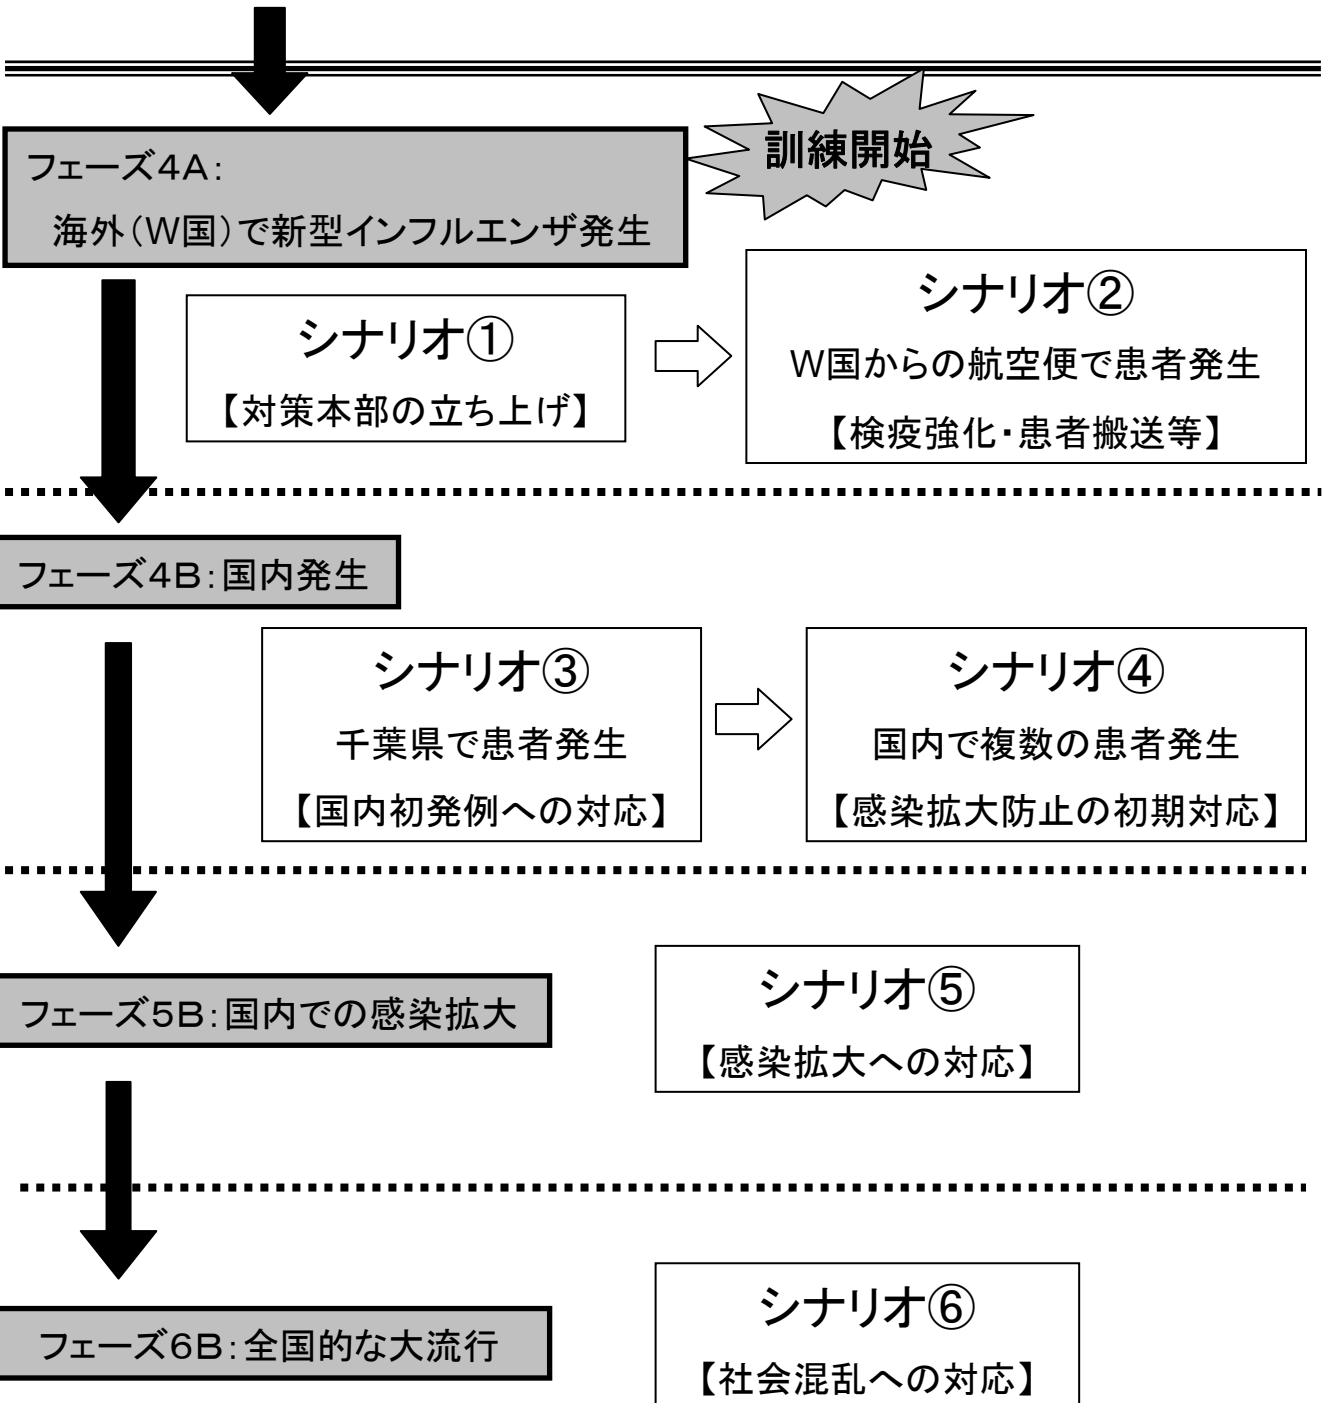 訓練開始
フェーズ4A:
海外(W国)で新型インフルエンザ発生
シナリオ①
【対策本部の立ち上げ】
シナリオ②
W国からの航空便で患者発生
【検疫強化・患者搬送等】
フェーズ4B:国内発生
シナリオ③
千葉県で患者発生
【国内初発例への対応】
シナリオ④
国内で複数の患者発生
【感染拡大防止の初期対応】
フェーズ5B:国内での感染拡大
シナリオ⑤
【感染拡大への対応】
フェーズ6B:全国的な大流行
シナリオ⑥
【社会混乱への対応】